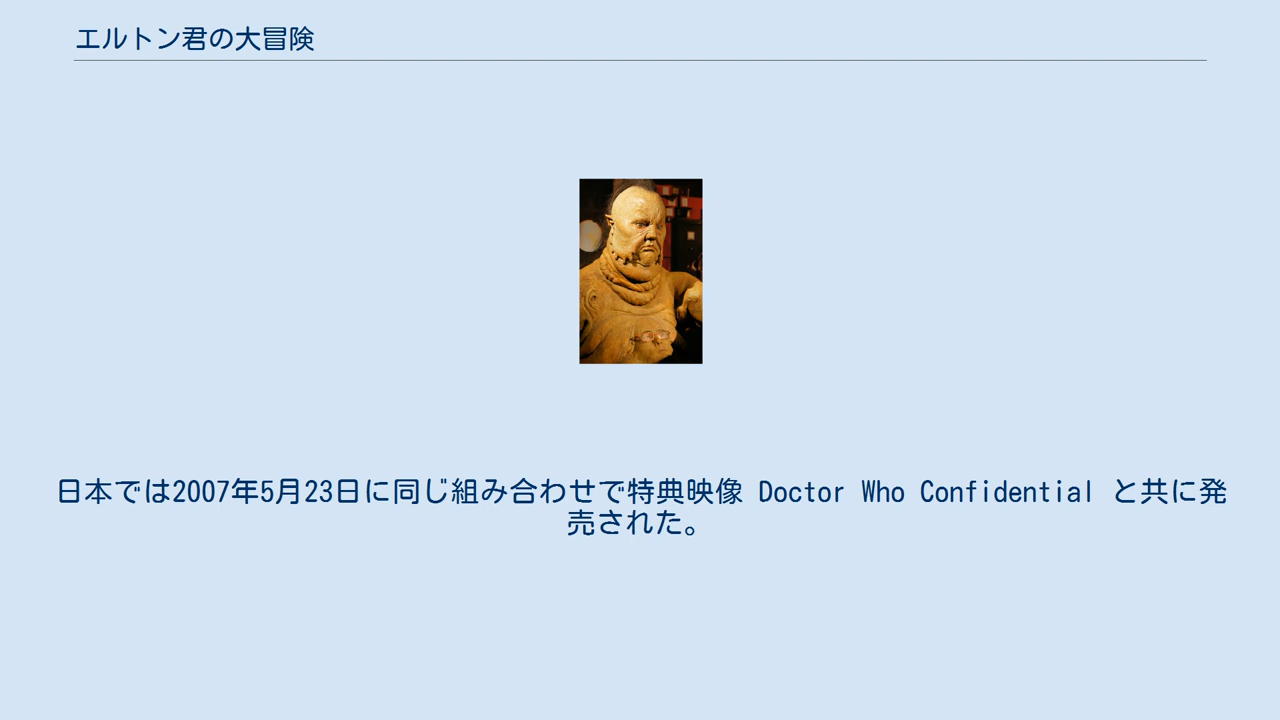 エルトン君の大冒険
日本では2007年5月23日に同じ組み合わせで特典映像 Doctor Who Confidential と共に発
売された。